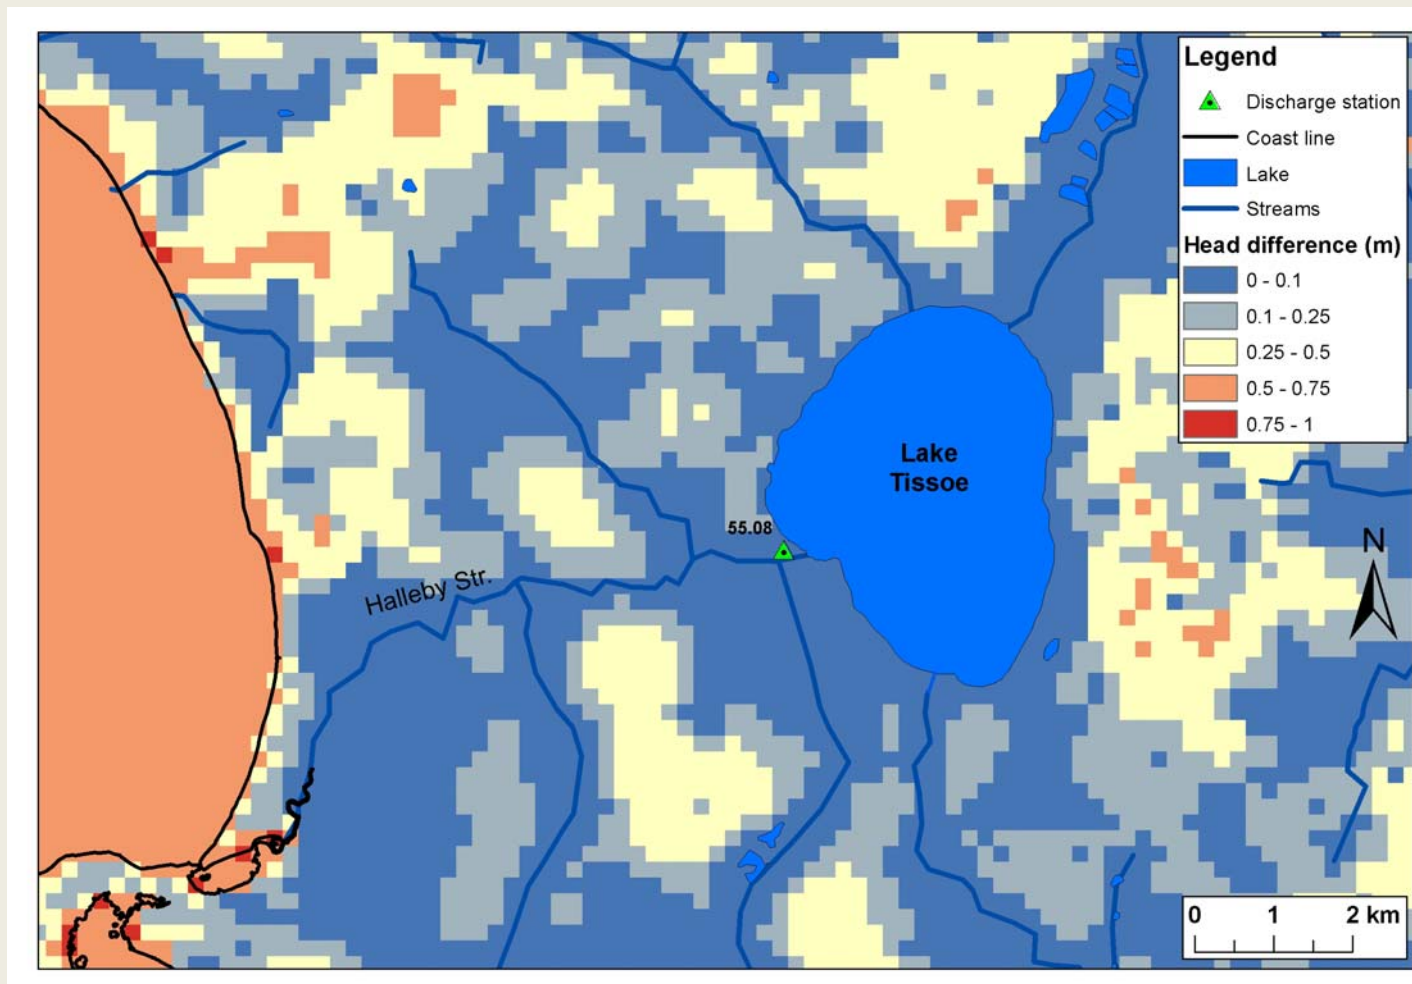 Legend
Discharge station
Coast line
Lake
Streams
Head difference (m)
0 - 0.1
0.1 - 0.25
0.25 - 0.5
0.5 - 0.75
0.75 - 1
Lake
Tissoe
55.08
N
Halleby Str.
0 1 2 km